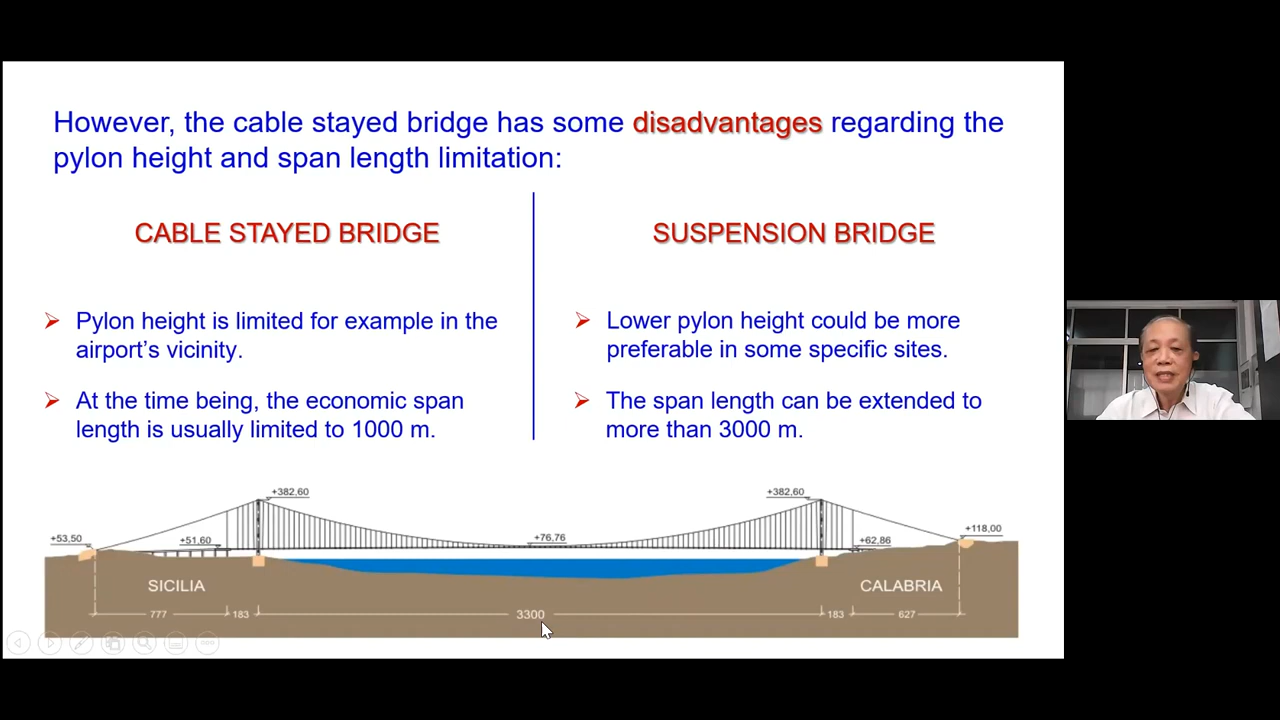 However, the cable stayed bridge has some disadvantages regarding the
pylon height and span length limitation:
CABLE STAYED BRIDGE
Pylon height is limited for example in the
airport's vicinity.
At the time being, the economic span
length is usually limited to 1000 m.
SUSPENSION BRIDGE
Lower pylon height could be more
preferable in some specific sites.
The span length can be extended to
more than 3000 m.
+382,60 +382,60
+53,50 +51,60 +76,76 +62,86 +118,00
SICILIA CALABRIA
777 183 3300 183 627